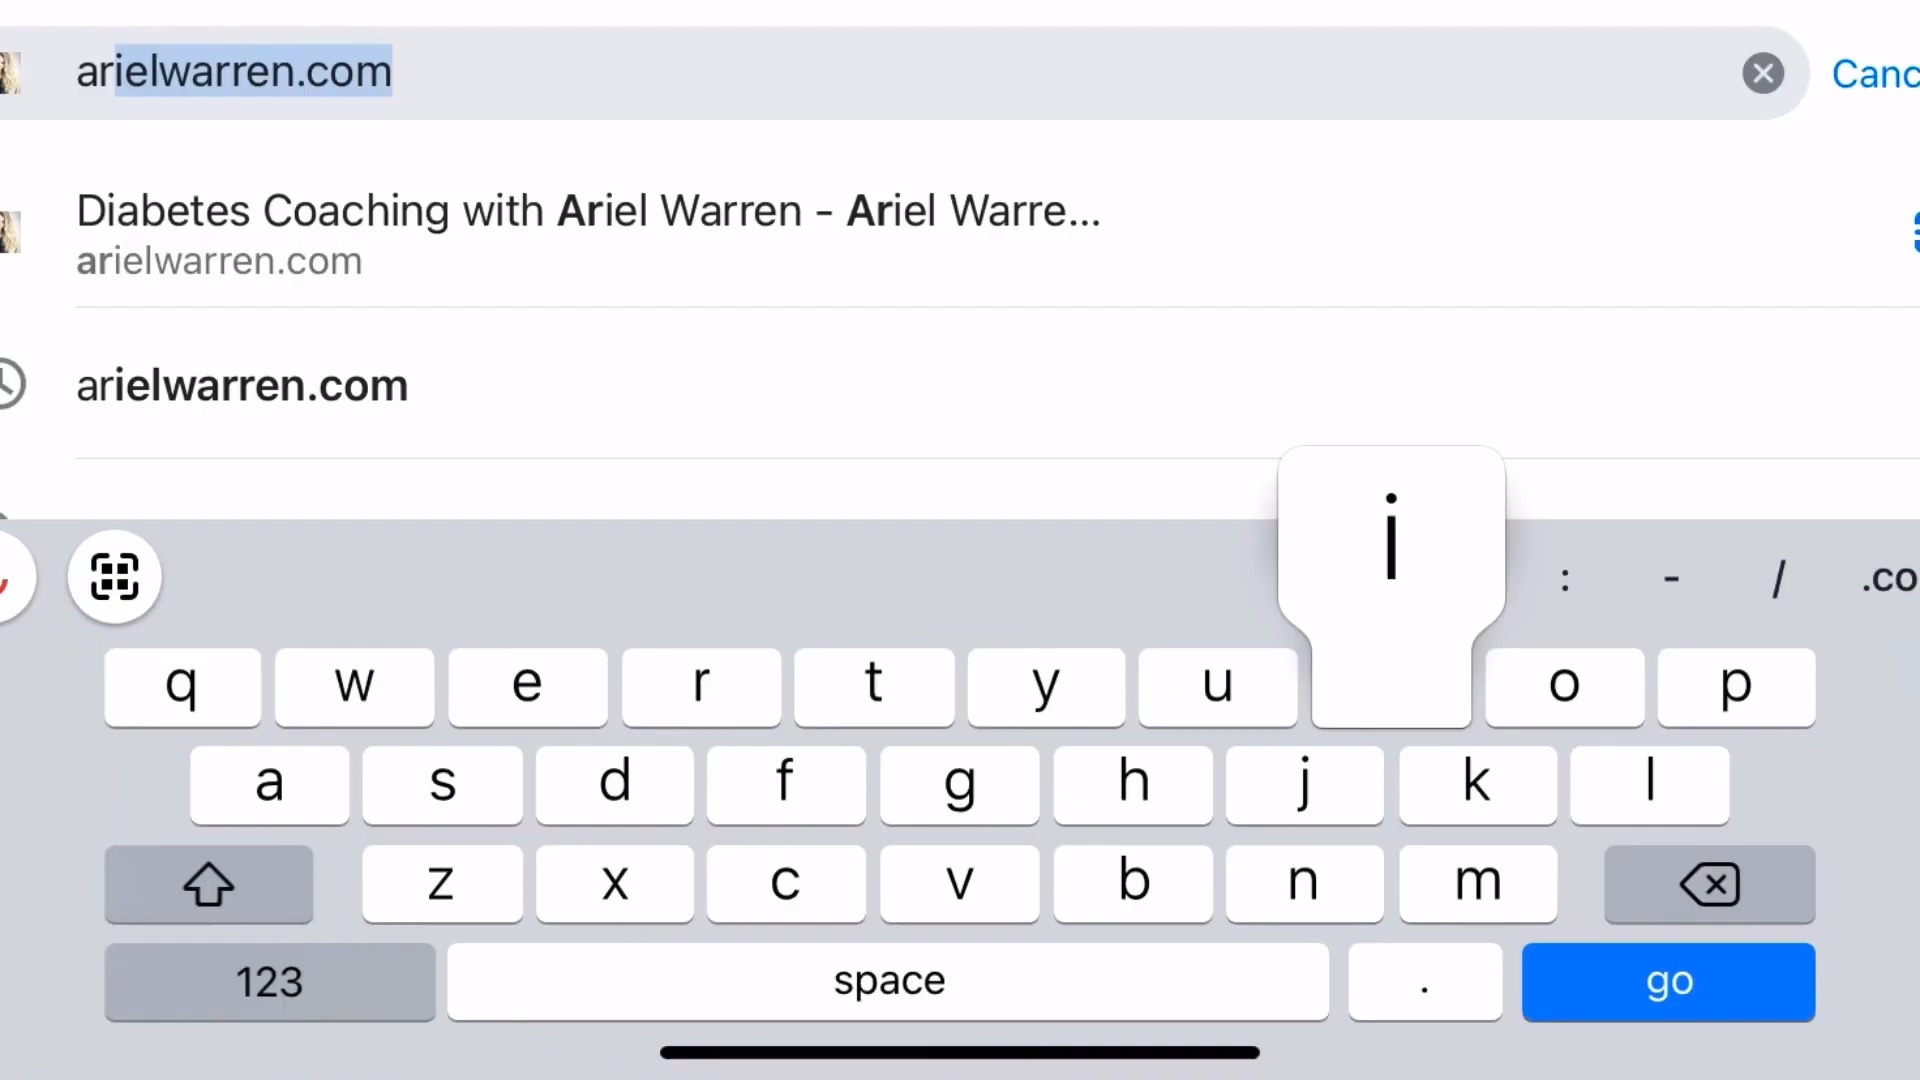 arielwarren.com
Canc
Diabetes Coaching with Ariel Warren - Ariel Warre...
arielwarren.com
arielwarren.com
i
: - / .co
q w e r t y u o p
a s d f g h j k l
z x c v b n m
123 space . go